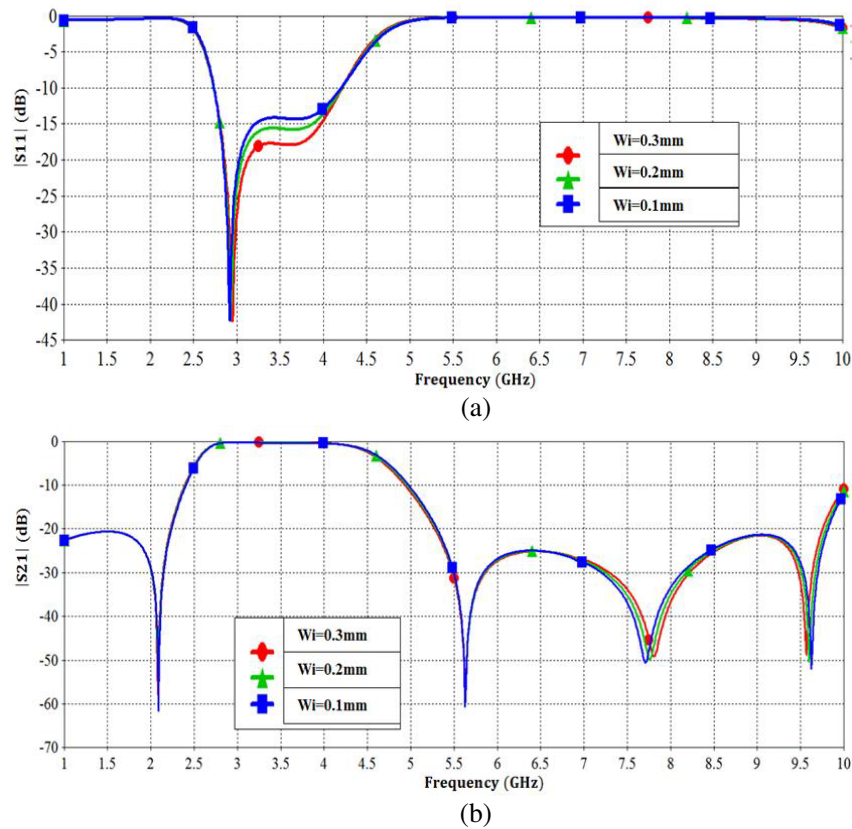 |S11| (dB)
0
-5
-10
-15
-20
-25
-30
-35
-40
-45
Wi=0.3mm
Wi=0.2mm
Wi=0.1mm
1 1.5 2 2.5 3 3.5 4 4.5 5 5.5 6 6.5 7 7.5 8 8.5 9 9.5 10
Frequency (GHz)
(a)
|S21| (dB)
0
-10
-20
-30
-40
-50
-60
-70
Wi=0.3mm
Wi=0.2mm
Wi=0.1mm
1 1.5 2 2.5 3 3.5 4 4.5 5 5.5 6 6.5 7 7.5 8 8.5 9 9.5 10
Frequency (GHz)
(b)